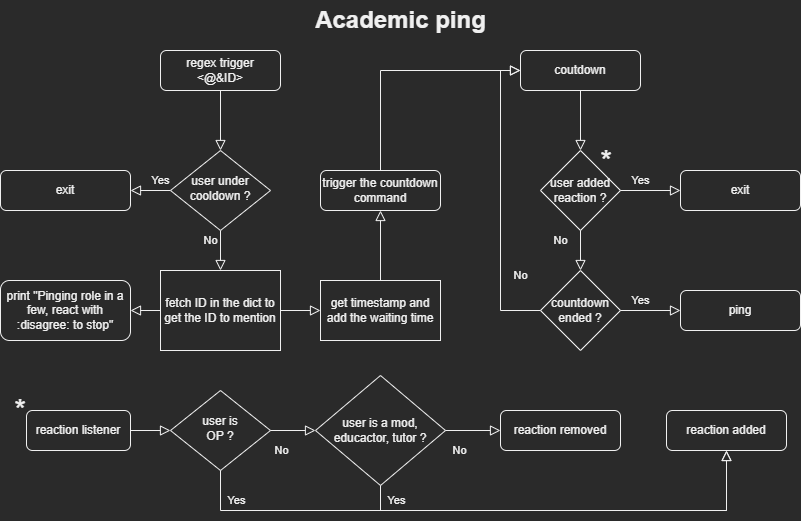 Academic ping
regex trigger
<@&ID>
coutdown
*
exit
Yes
user under
cooldown ?
trigger the countdown
command
user added
reaction ?
Yes
exit
No
No
print "Pinging role in a
few, react with
:disagree: to stop"
fetch ID in the dict to
get the ID to mention
get timestamp and
add the waiting time
No
countdown
ended ?
Yes
ping
*
reaction listener
user is
OP ?
No
user is a mod,
educactor, tutor ?
No
reaction removed
reaction added
Yes
Yes